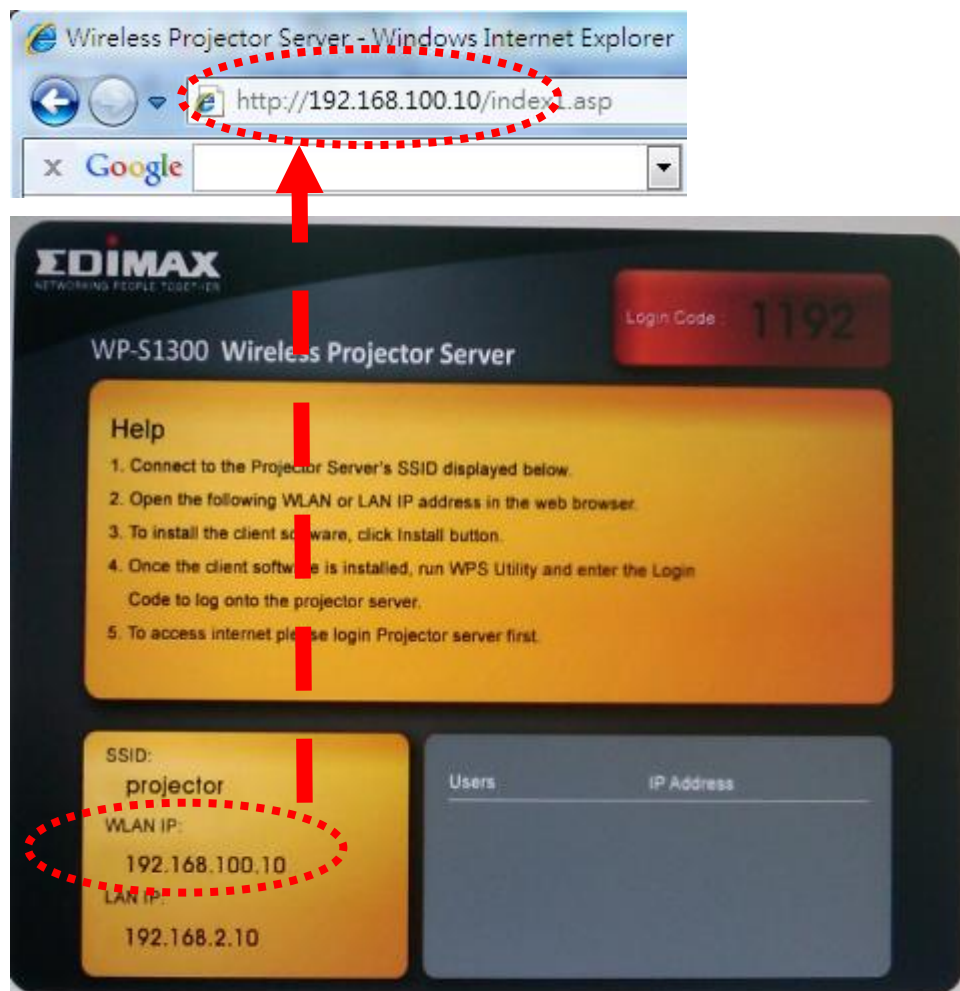 Wireless Projector Server - Windows Internet Explorer
http://192.168.100.10/index1.asp
x Google
EDIMAX
NETWORKING PEOPLE TOGETHER
Login Code : 1192
WP-S1300 Wireless Projector Server
Help
1. Connect to the Projector Server's SSID displayed below.
2. Open the following WLAN or LAN IP address in the web browser.
3. To install the client software, click Install button.
4. Once the client software is installed, run WPS Utility and enter the Login
Code to log onto the projector server.
5. To access internet please login Projector server first.
SSID:
projector
Users IP Address
WLAN IP:
192.168.100.10
LAN IP:
192.168.2.10